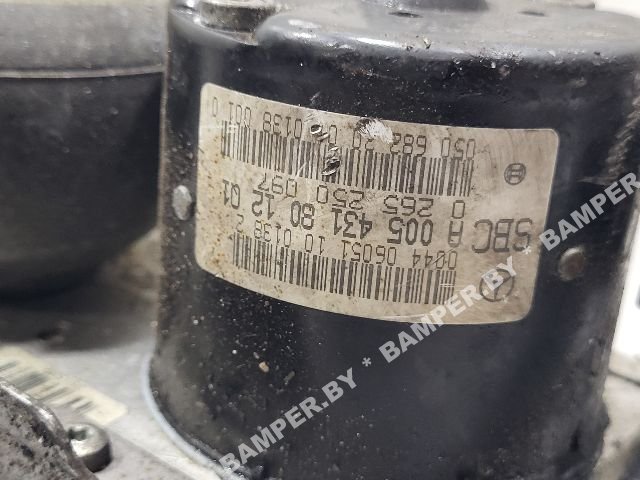 0044 06051 10 0138 2
SBC A 005 431 80 12 Q1
0 265 250 097
BAMPER.BY * BAMPER.BY * BAMPER.BY * BAMPER.BY